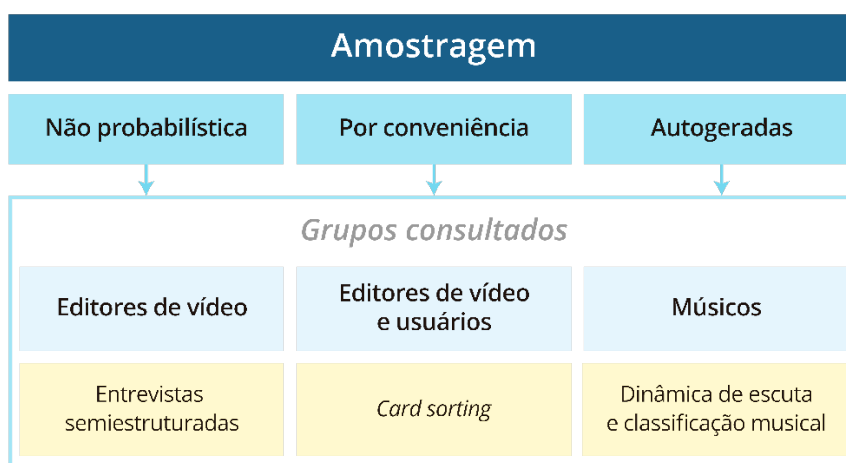 Amostragem
Não probabilística
Por conveniência
Autogeradas
Grupos consultados
Editores de vídeo
Editores de vídeo
e usuários
Músicos
Entrevistas
semiestruturadas
Card sorting
Dinâmica de escuta
e classificação musical